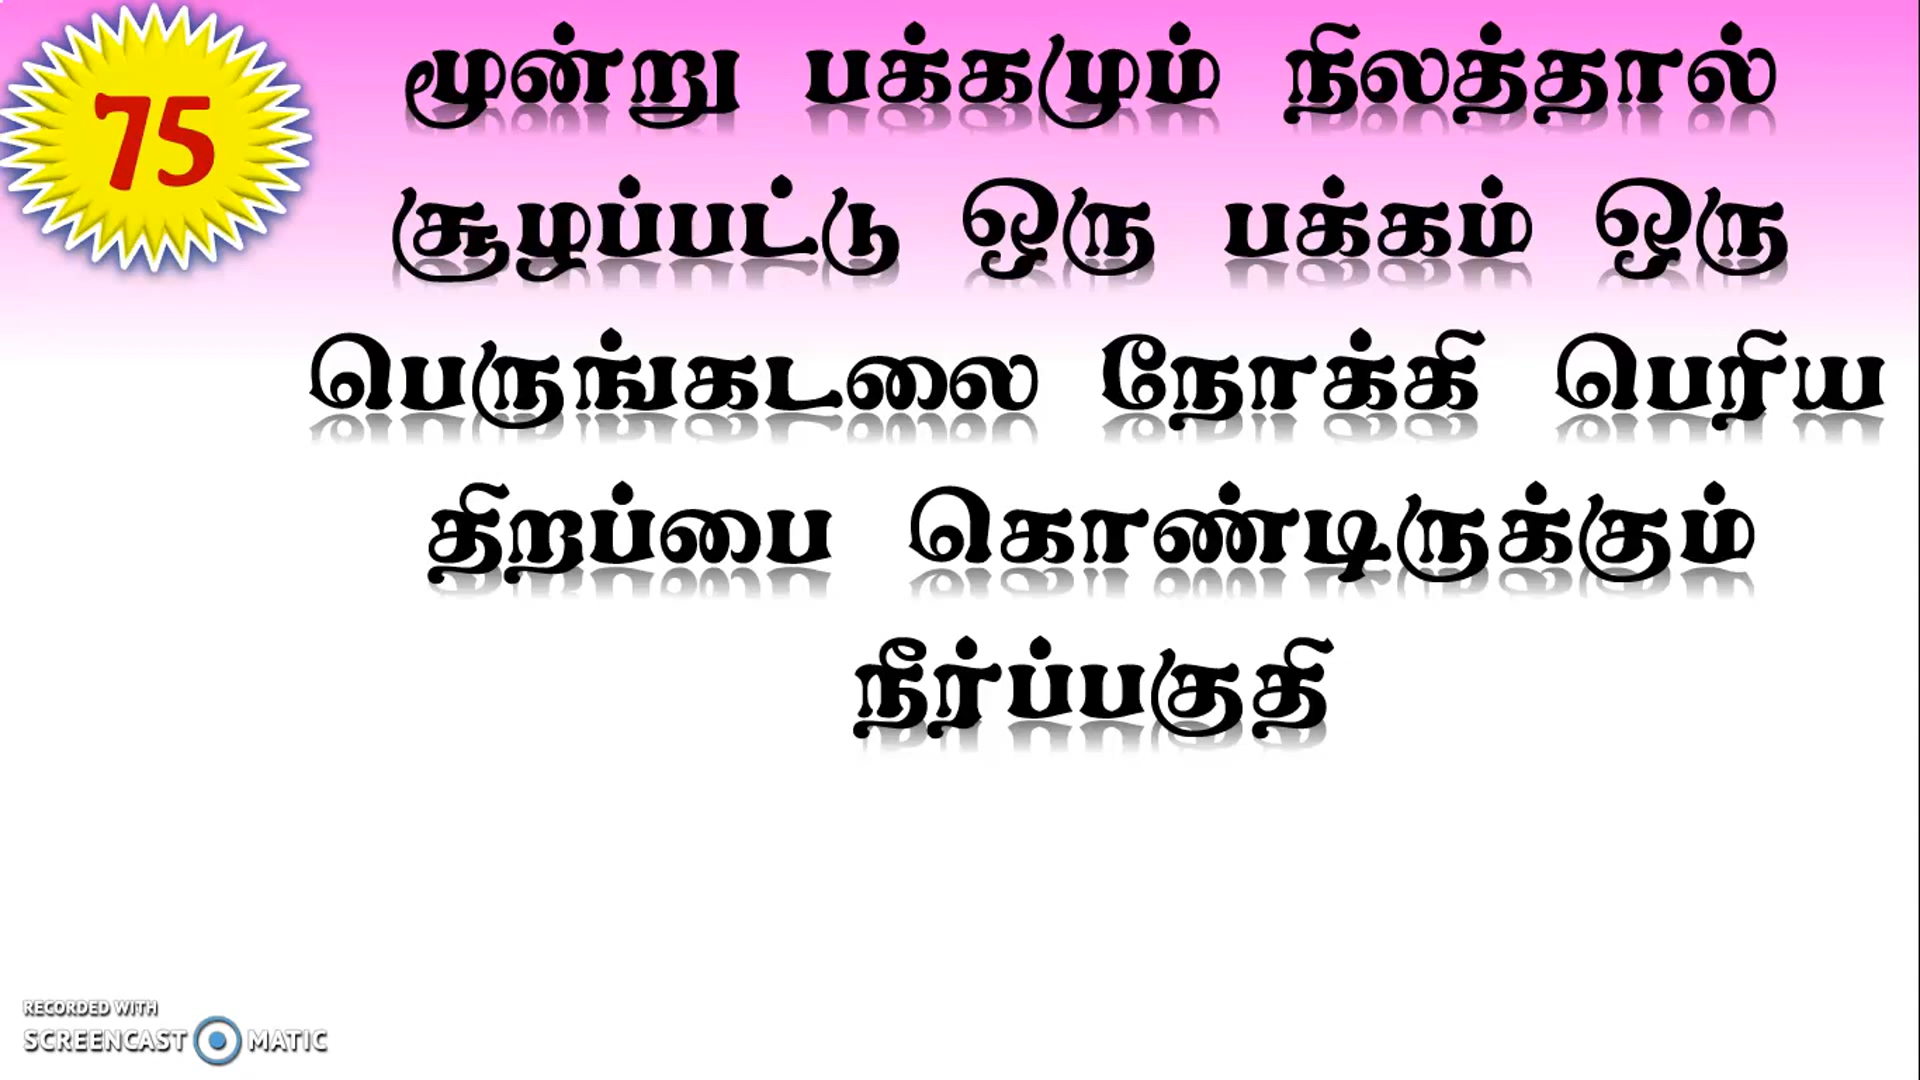 75
மூன்று பக்கமும் நிலத்தால்
சூழப்பட்டு ஒரு பக்கம் ஒரு
பெருங்கடலை நோக்கி பெரிய
திறப்பை கொண்டிருக்கும்
நீர்ப்பகுதி
RECORDED WITH
SCREENCAST MATIC